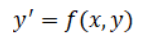 y′ = f(x, y)